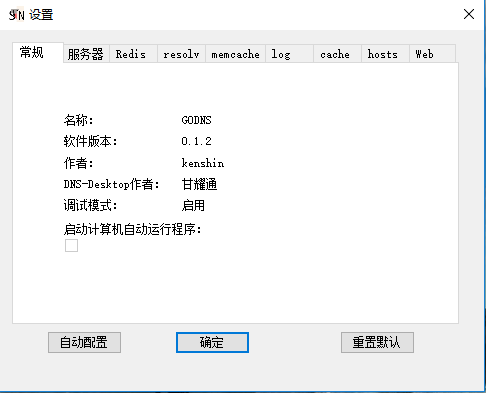 SN 设置
常规 服务器 Redis resolv memcache log cache hosts Web
名称： GODNS
软件版本： 0.1.2
作者： kenshin
DNS-Desktop作者： 甘耀通
调试模式： 启用
启动计算机自动运行程序：
自动配置 确定 重置默认